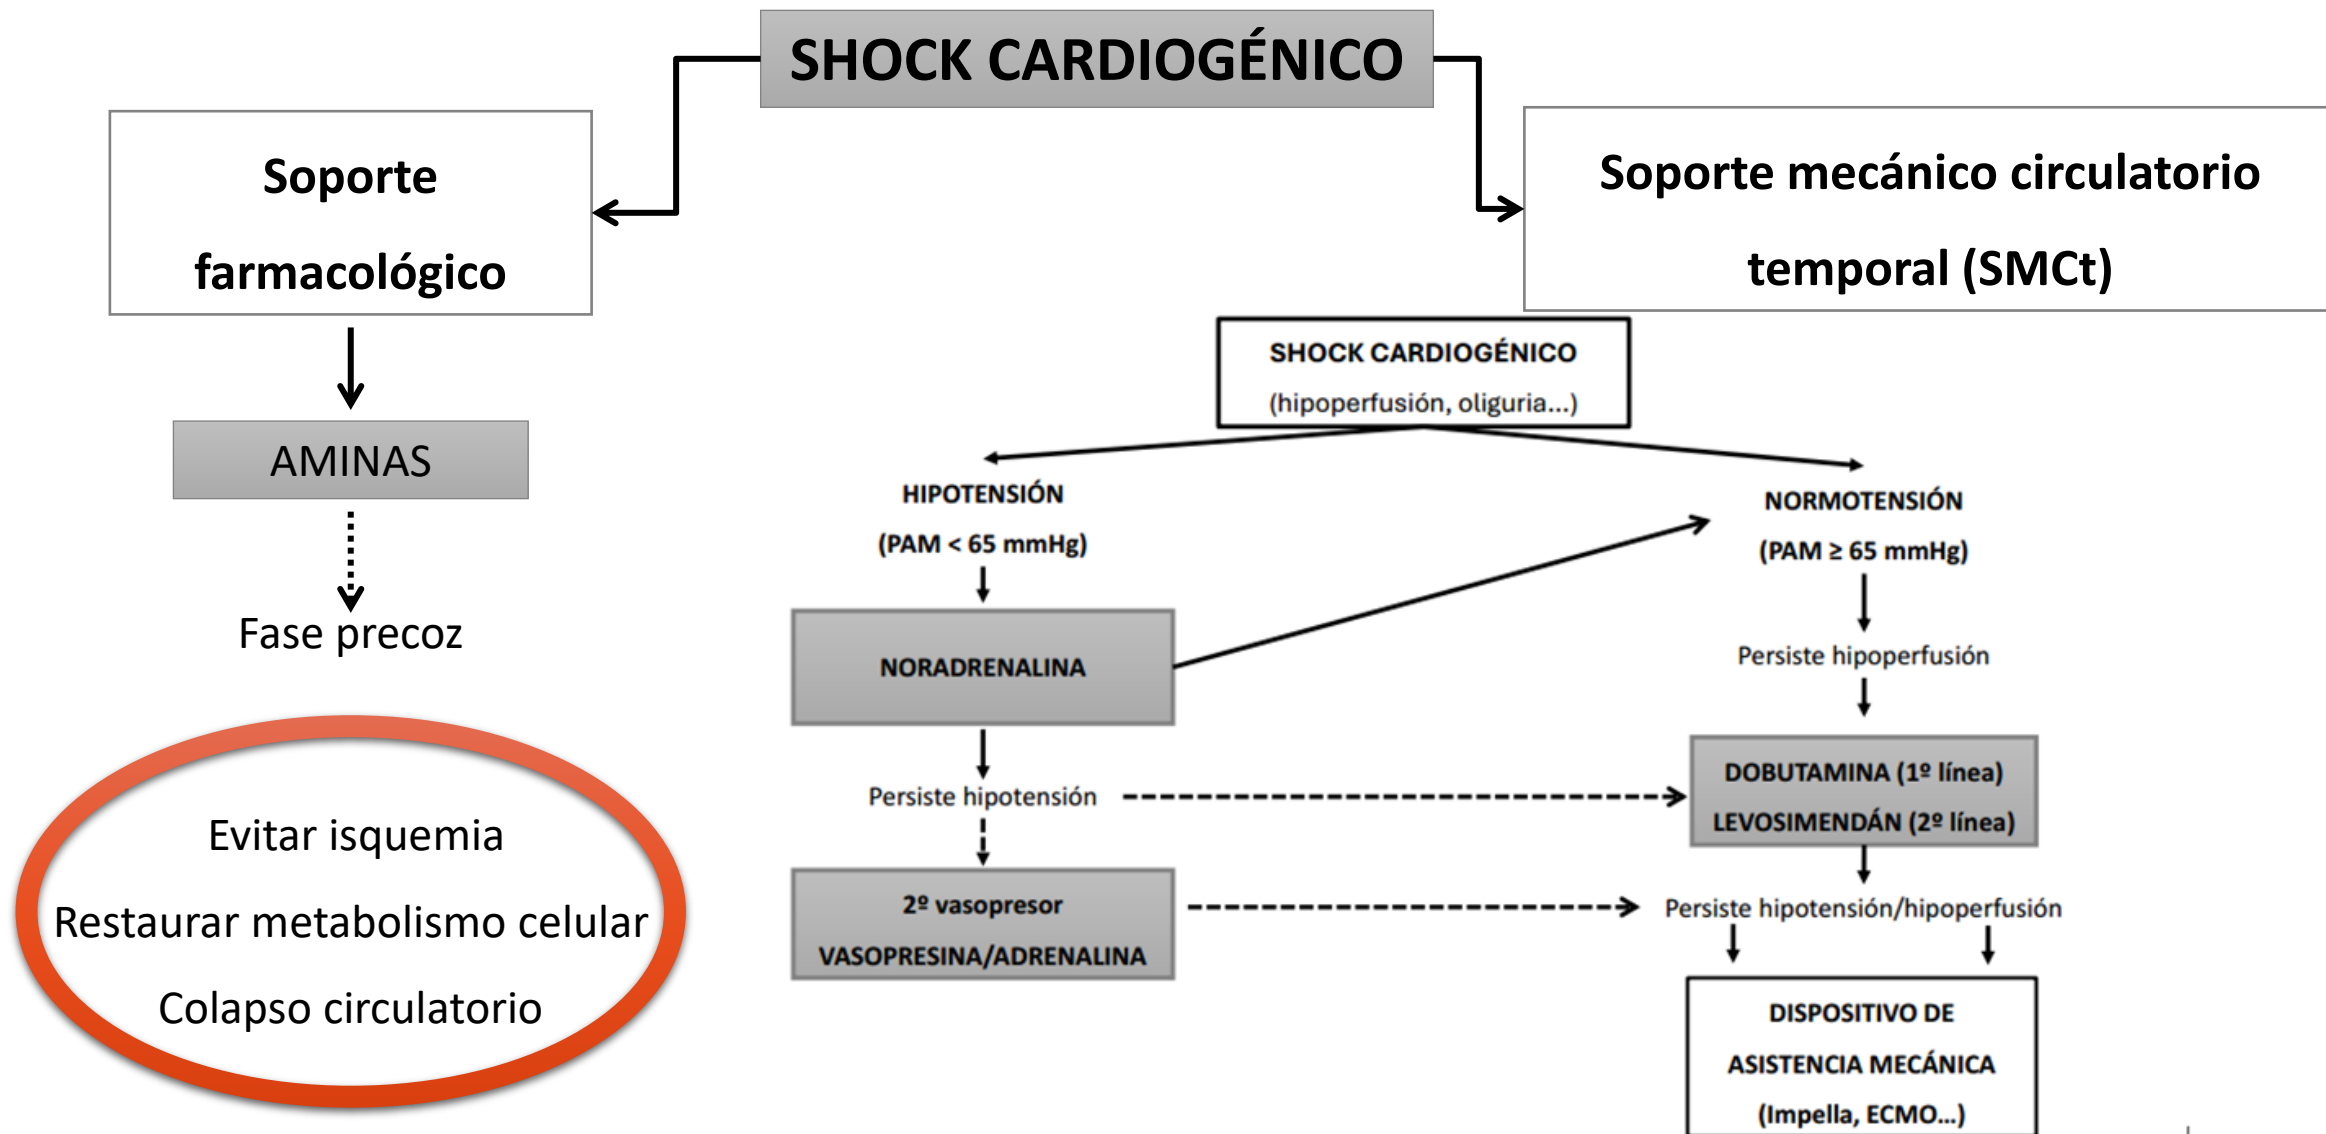 SHOCK CARDIOGÉNICO
Soporte
farmacológico
Soporte mecánico circulatorio
temporal (SMCt)
AMINAS
Fase precoz
Evitar isquemia
Restaurar metabolismo celular
Colapso circulatorio
SHOCK CARDIOGÉNICO
(hipoperfusión, oliguria...)
HIPOTENSIÓN
(PAM < 65 mmHg)
NORADRENALINA
Persiste hipotensión
2º vasopresor
VASOPRESINA/ADRENALINA
NORMOTENSIÓN
(PAM ≥ 65 mmHg)
Persiste hipoperfusión
DOBUTAMINA (1º línea)
LEVOSIMENDÁN (2º línea)
Persiste hipotensión/hipoperfusión
DISPOSITIVO DE
ASISTENCIA MECÁNICA
(Impella, ECMO...)